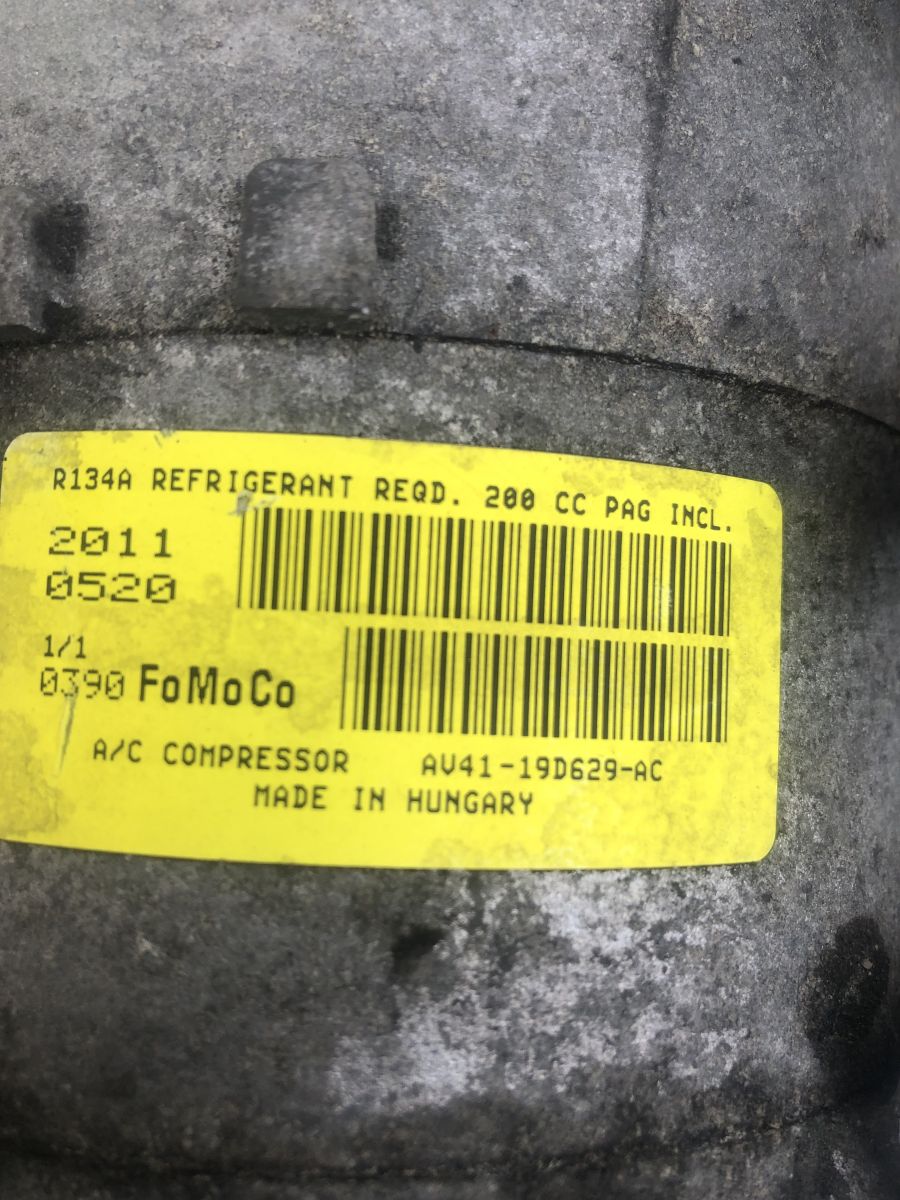 R134A REFRIGERANT REQD. 200 CC PAG INCL.
2011
0520
1/1
0390 FoMoCo
A/C COMPRESSOR AV41-19D629-AC
MADE IN HUNGARY